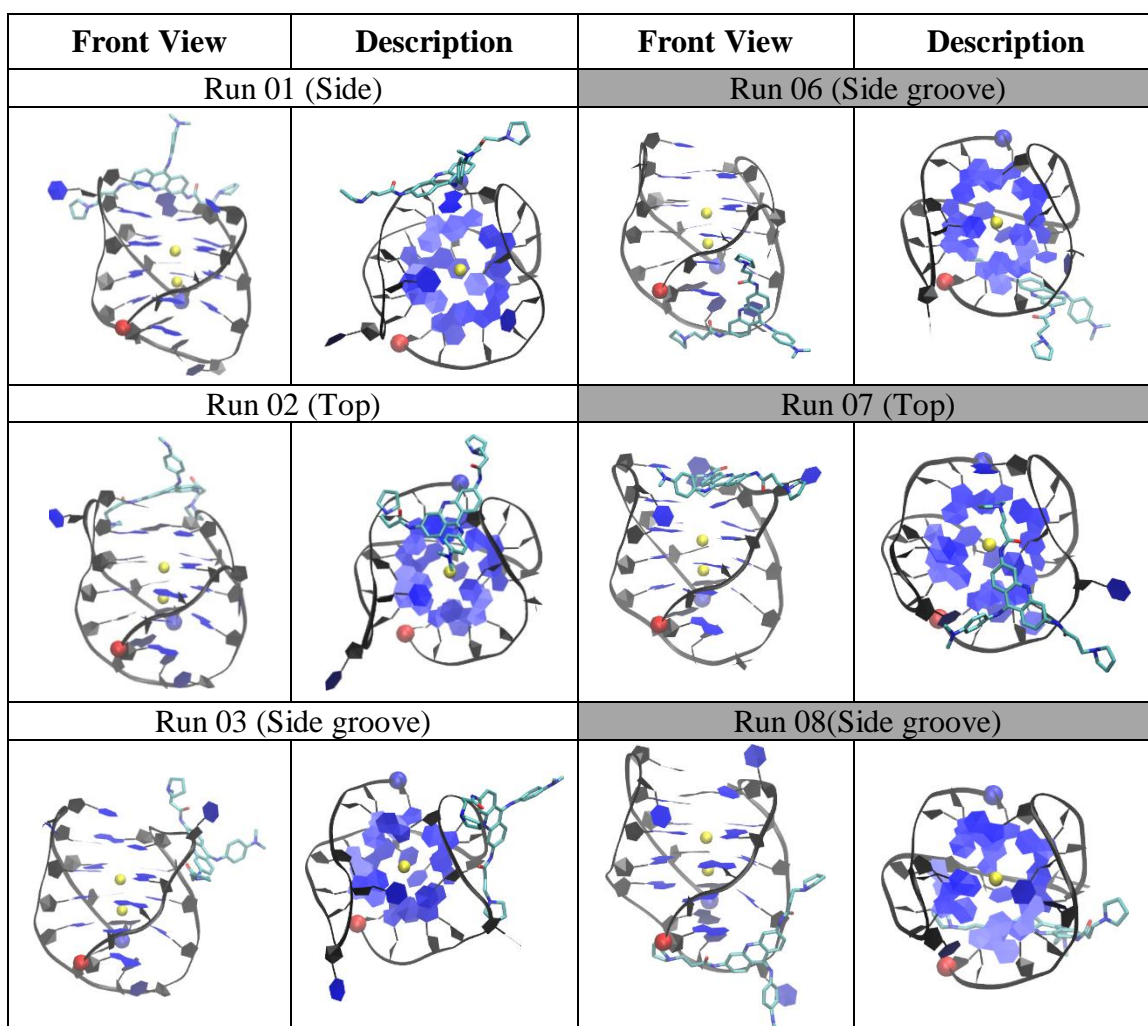 Front View Description Front View Description
Run 01 (Side) Run 06 (Side groove)
Run 02 (Top) Run 07 (Top)
Run 03 (Side groove) Run 08(Side groove)